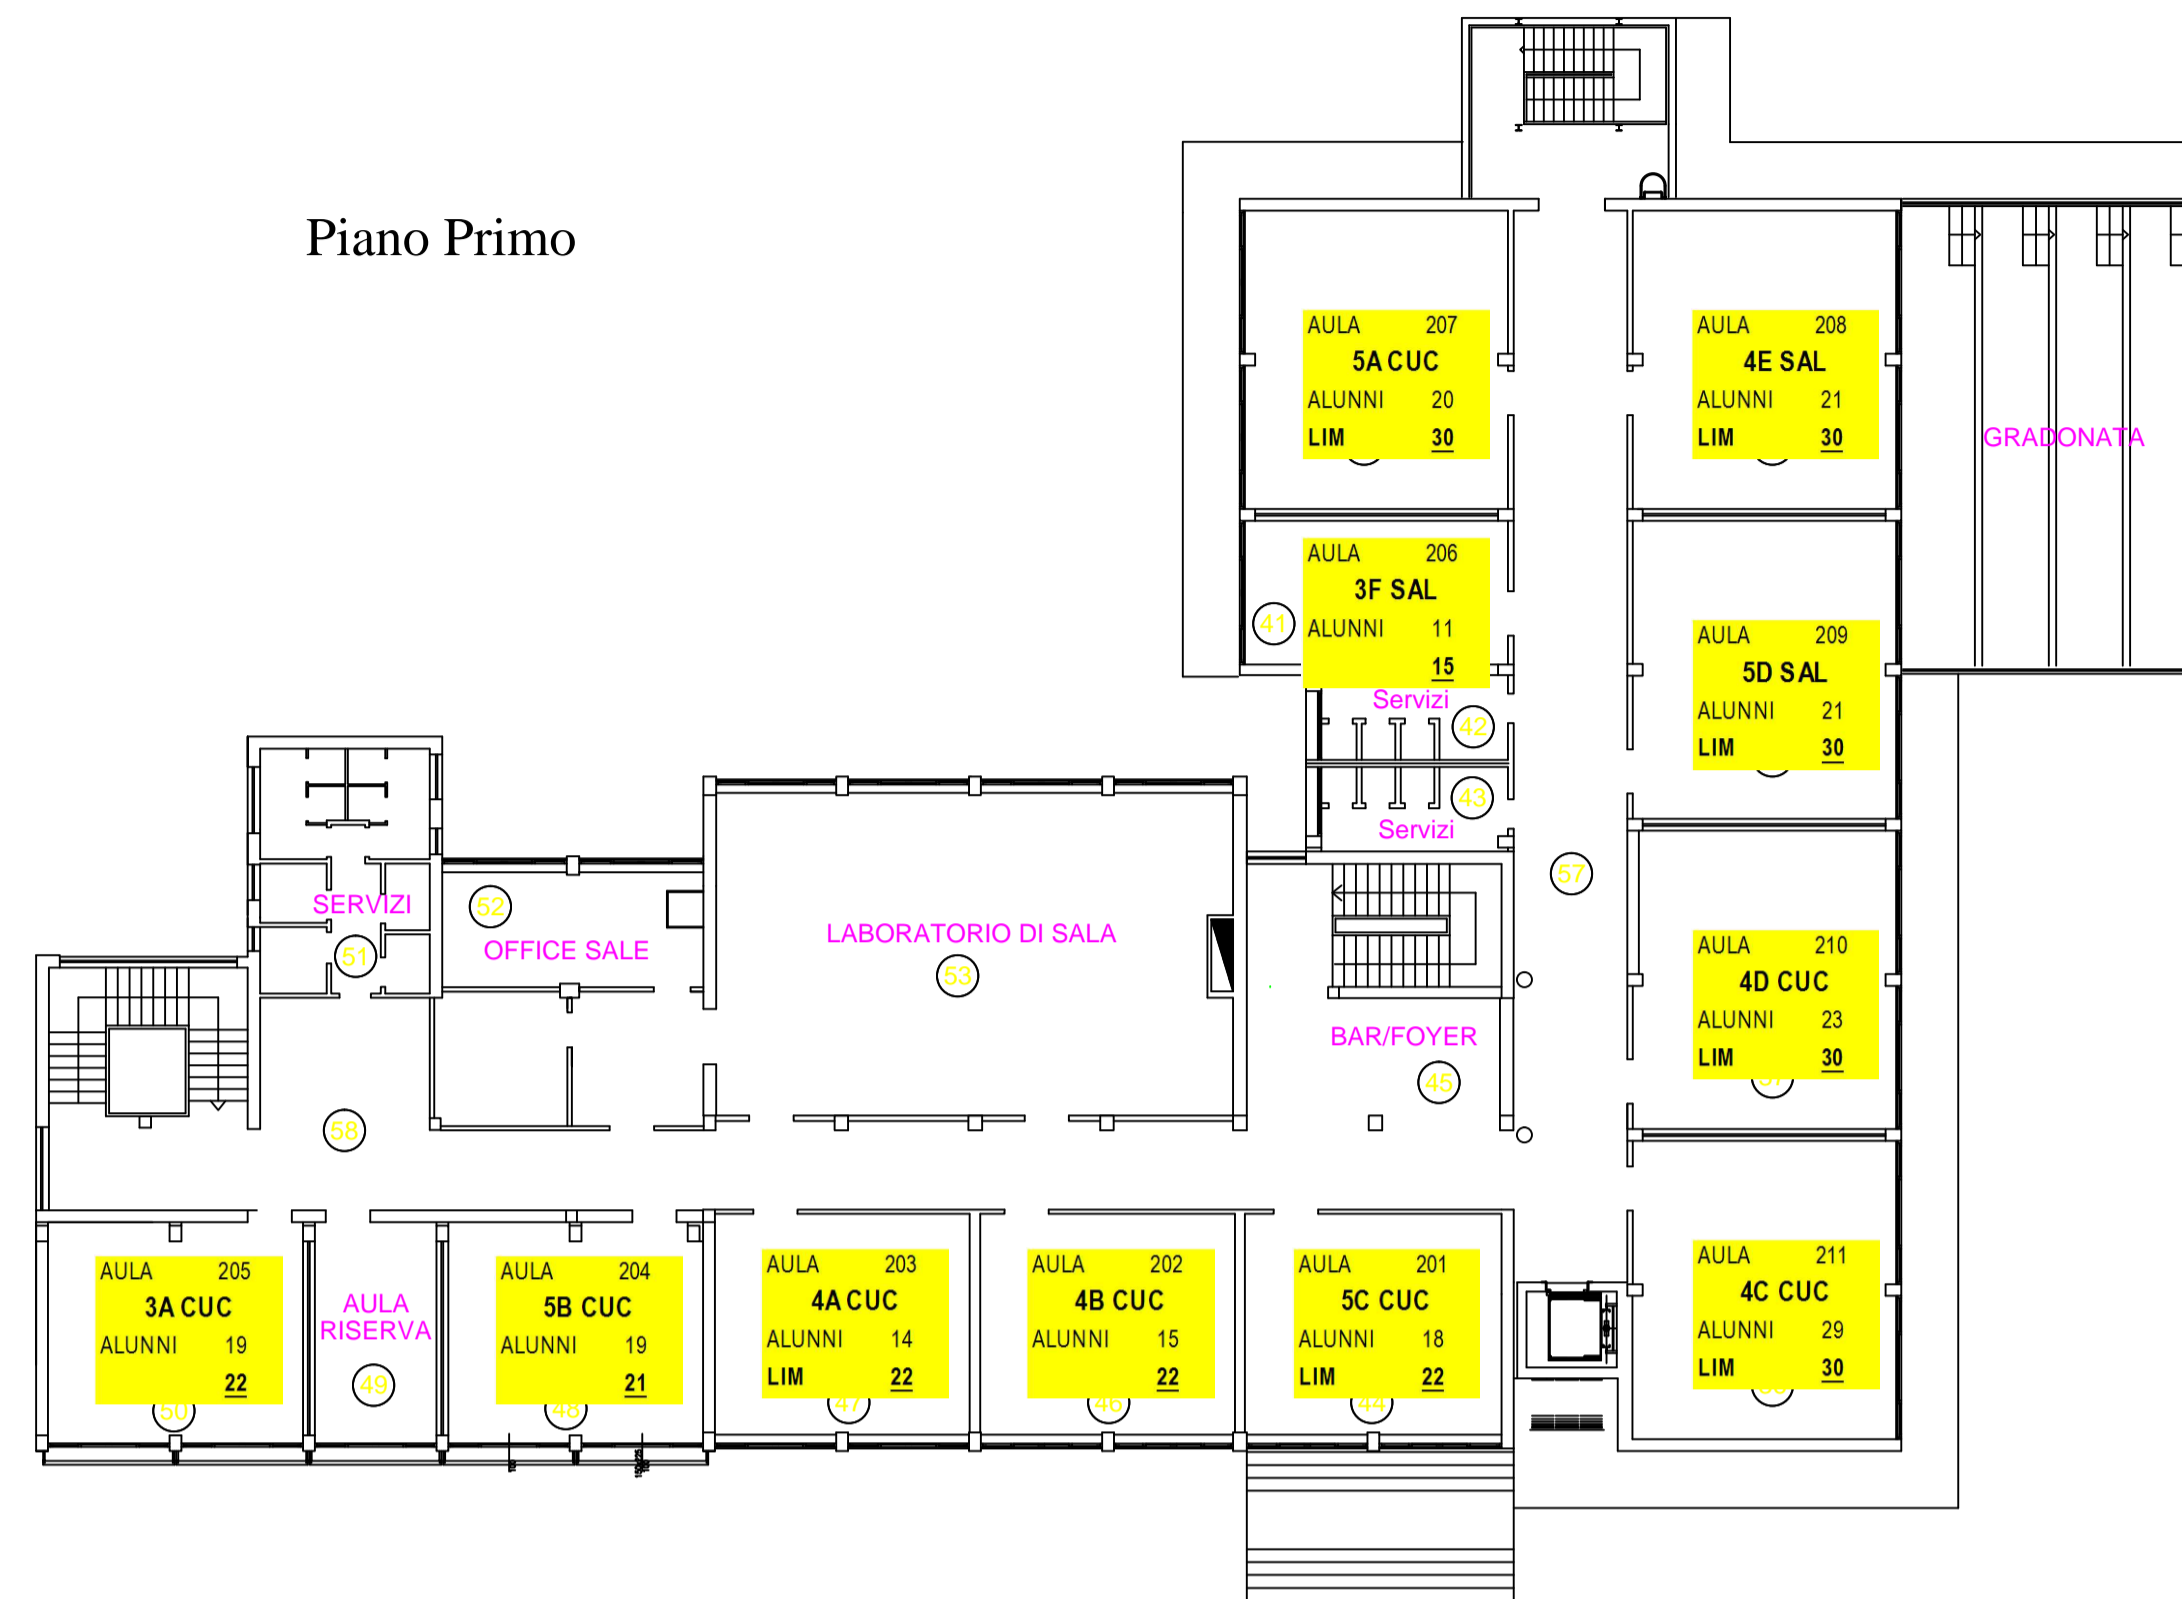 Piano Primo
AULA 207
5A CUC
ALUNNI 20
LIM 30
AULA 208
4E SAL
ALUNNI 21
LIM 30
GRADONATA
AULA 206
3F SAL
ALUNNI 11
15
41
Servizi
42
43
Servizi
AULA 209
5D SAL
ALUNNI 21
LIM 30
57
SERVIZI
51
52
OFFICE SALE
LABORATORIO DI SALA
53
BAR/FOYER
45
AULA 210
4D CUC
ALUNNI 23
LIM 30
58
AULA 205
3A CUC
ALUNNI 19
22
50
AULA
RISERVA
49
AULA 204
5B CUC
ALUNNI 19
21
48
AULA 203
4A CUC
ALUNNI 14
LIM 22
47
AULA 202
4B CUC
ALUNNI 15
22
46
AULA 201
5C CUC
ALUNNI 18
LIM 22
44
AULA 211
4C CUC
ALUNNI 29
LIM 30